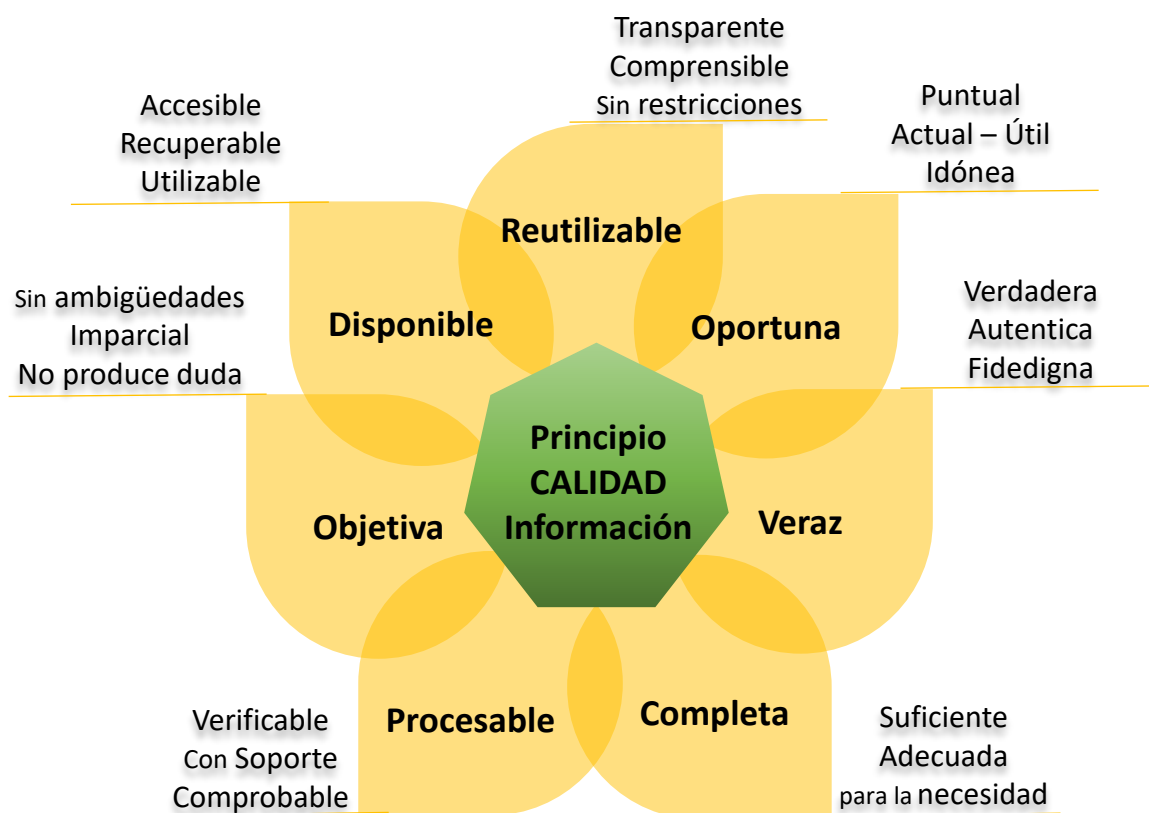 Transparente
Comprensible
Sin restricciones
Accesible
Recuperable
Utilizable
Puntual
Actual – Útil
Idónea
Reutilizable
Sin ambigüedades
Imparcial
No produce duda
Disponible
Oportuna
Verdadera
Autentica
Fidedigna
Principio
CALIDAD
Información
Objetiva
Veraz
Procesable
Completa
Verificable
Con Soporte
Comprobable
Suficiente
Adecuada
para la necesidad